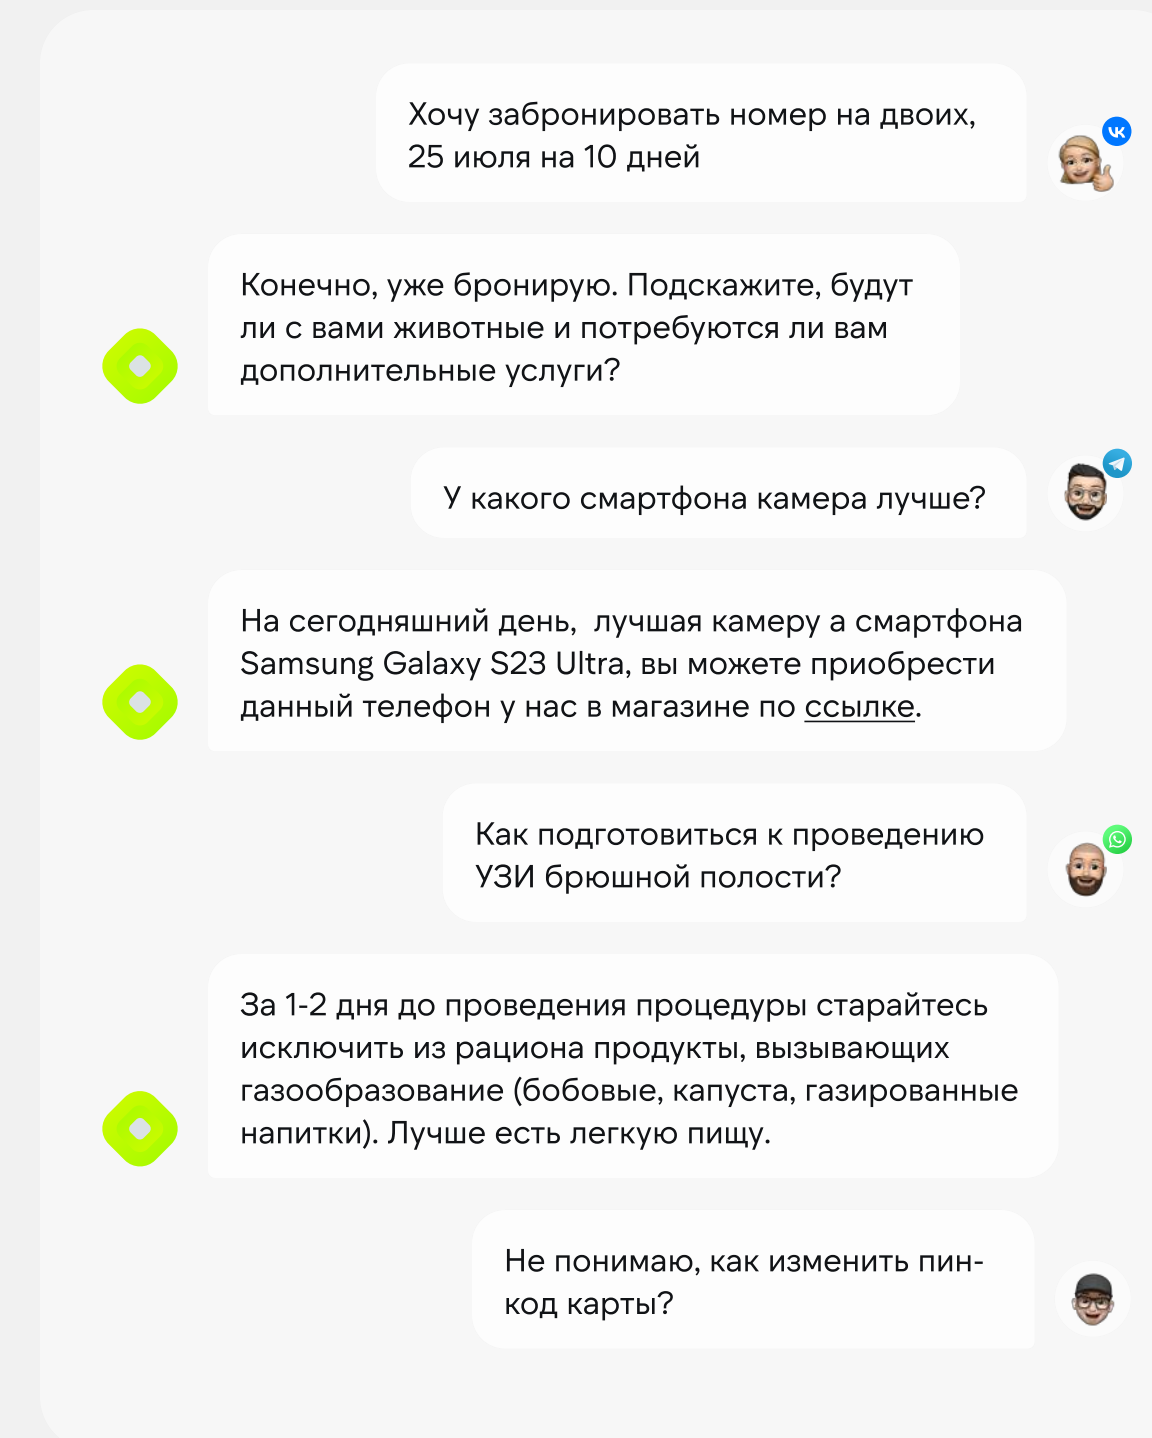 Хочу забронировать номер на двоих,
25 июля на 10 дней
Конечно, уже бронирую. Подскажите, будут
ли с вами животные и потребуются ли вам
дополнительные услуги?
У какого смартфона камера лучше?
На сегодняшний день,  лучшая камеру а смартфона
Samsung Galaxy S23 Ultra, вы можете приобрести
данный телефон у нас в магазине по ссылке.
Как подготовиться к проведению
УЗИ брюшной полости?
За 1-2 дня до проведения процедуры старайтесь
исключить из рациона продукты, вызывающих
газообразование (бобовые, капуста, газированные
напитки). Лучше есть легкую пищу.
Не понимаю, как изменить пин-
код карты?